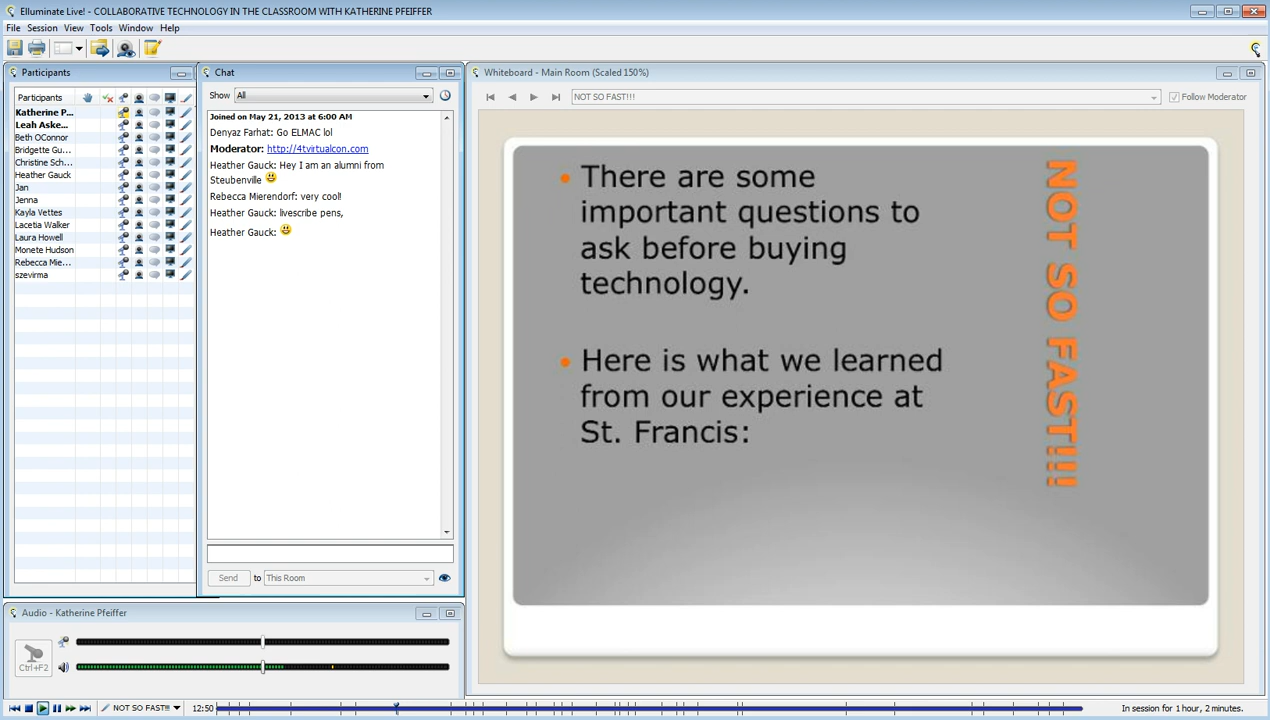 Elluminate Live! - COLLABORATIVE TECHNOLOGY IN THE CLASSROOM WITH KATHERINE PFEIFFER
File Session View Tools Window Help
Participants
Participants
Katherine P...
Leah Aske...
Beth OConnor
Bridgette Gu...
Christine Sch...
Heather Gauck
Jan
Jenna
Kayla Vettes
Lacetia Walker
Laura Howell
Monete Hudson
Rebecca Mie...
szevirma
Chat
Show All
Joined on May 21, 2013 at 6:00 AM
Denyaz Farhat: Go ELMAC lol
Moderator: http://4tvirtualcon.com
Heather Gauck: Hey I am an alumni from
Steubenville
Rebecca Mierendorf: very cool!
Heather Gauck: livescribe pens,
Heather Gauck:
Send to This Room
Audio - Katherine Pfeiffer
Ctrl+F2
Whiteboard - Main Room (Scaled 150%)
NOT SO FAST!!! Follow Moderator
There are some
important questions to
ask before buying
technology.
Here is what we learned
from our experience at
St. Francis:
NOT SO FAST!!!
NOT SO FAST!! 12:50 In session for 1 hour, 2 minutes.